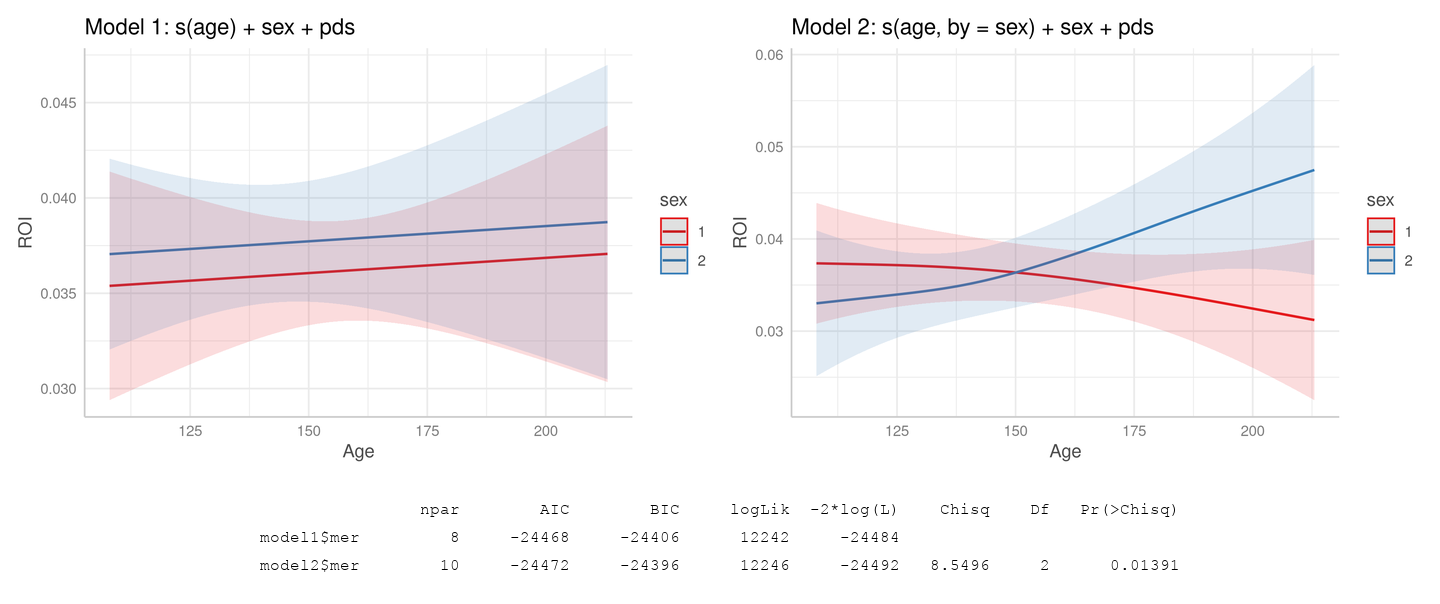 Model 1: s(age) + sex + pds
0.045
0.040
0.035
0.030
ROI
125 150 175 200
Age
sex
1
2
Model 2: s(age, by = sex) + sex + pds
0.06
0.05
0.04
0.03
ROI
125 150 175 200
Age
sex
1
2
npar AIC BIC logLik -2*log(L) Chisq Df Pr(>Chisq)
model1$mer 8 -24468 -24406 12242 -24484
model2$mer 10 -24472 -24396 12246 -24492 8.5496 2 0.01391